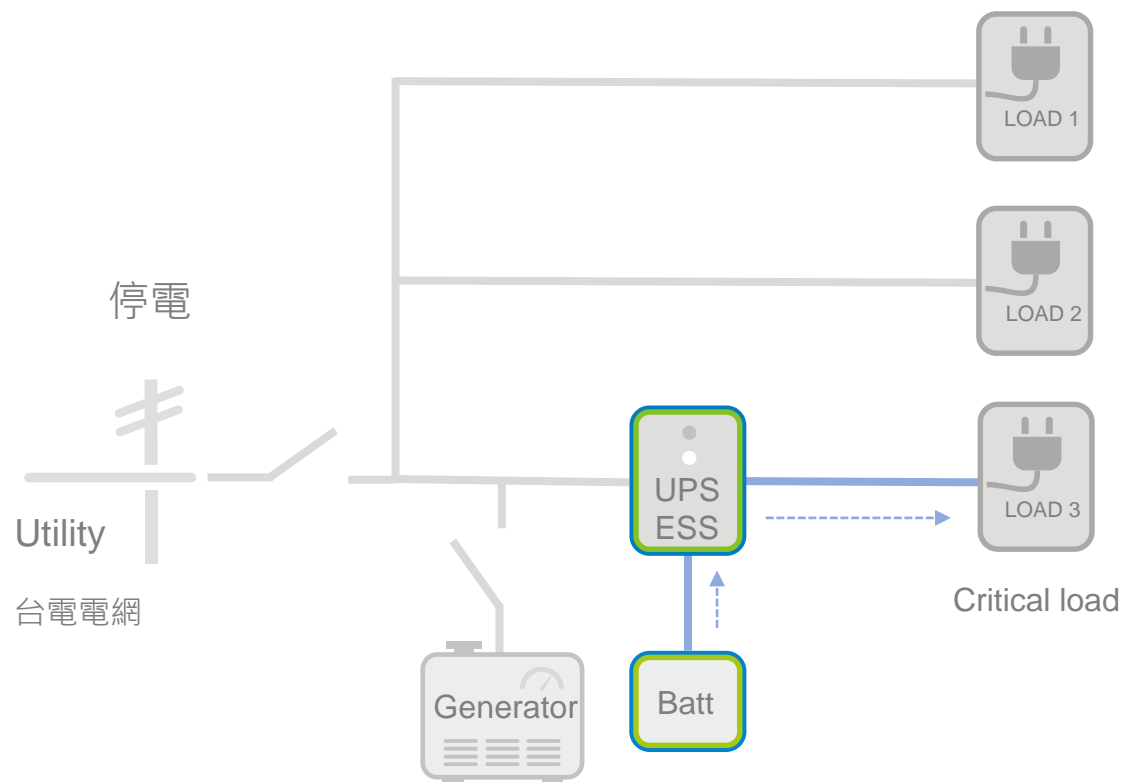 LOAD 1
LOAD 2
停電
UPS
ESS
LOAD 3
Utility
台電電網
Critical load
Generator
Batt